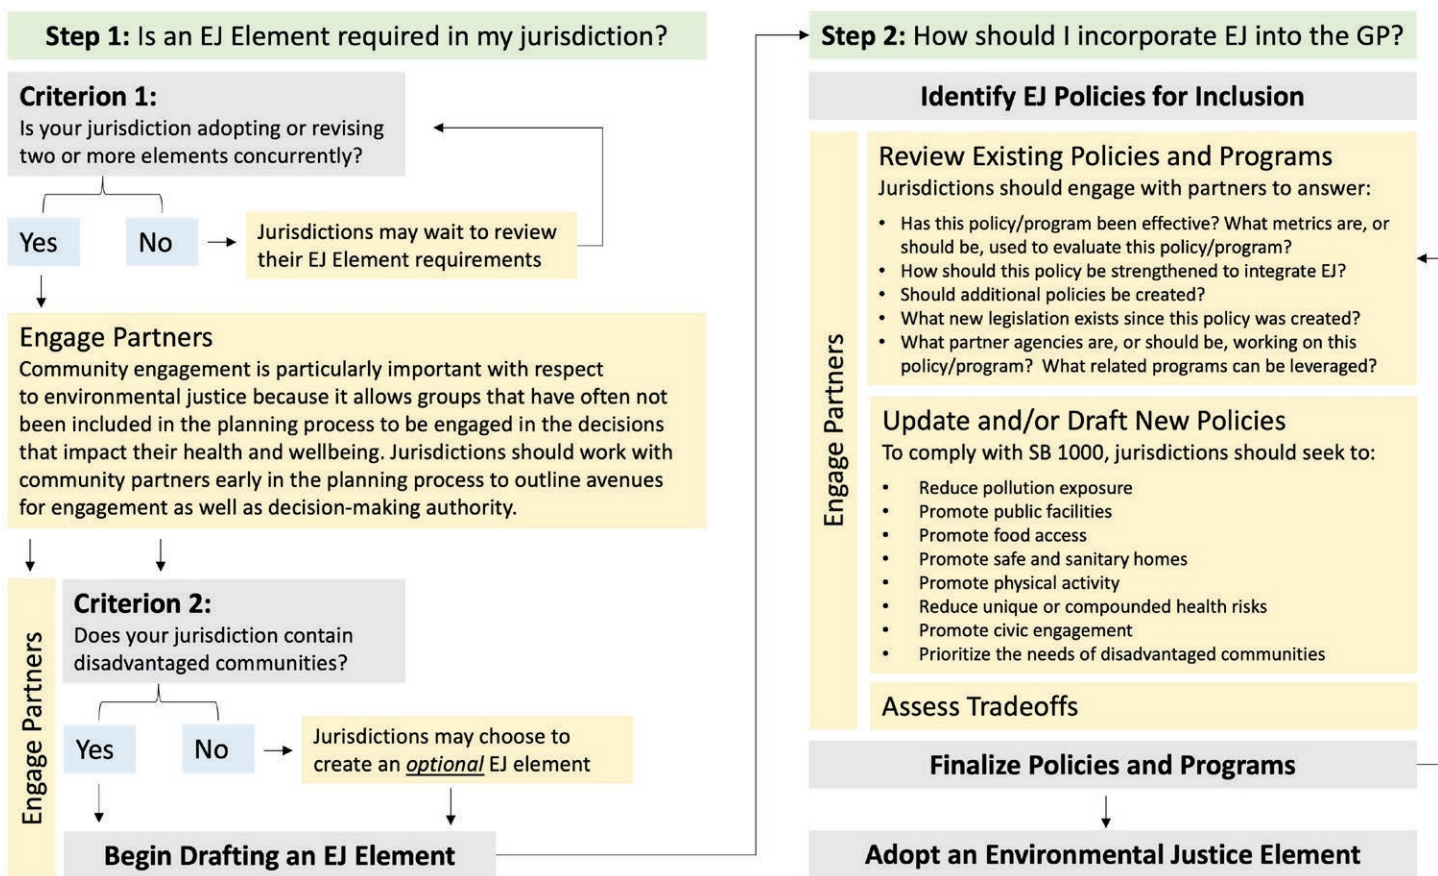 Step 1: Is an EJ Element required in my jurisdiction?
Criterion 1:
Is your jurisdiction adopting or revising
two or more elements concurrently?
Yes
No
Jurisdictions may wait to review
their EJ Element requirements
Engage Partners
Community engagement is particularly important with respect
to environmental justice because it allows groups that have often not
been included in the planning process to be engaged in the decisions
that impact their health and wellbeing. Jurisdictions should work with
community partners early in the planning process to outline avenues
for engagement as well as decision-making authority.
Engage Partners
Criterion 2:
Does your jurisdiction contain
disadvantaged communities?
Yes
No
Jurisdictions may choose to
create an optional EJ element
Begin Drafting an EJ Element
Step 2: How should I incorporate EJ into the GP?
Identify EJ Policies for Inclusion
Engage Partners
Review Existing Policies and Programs
Jurisdictions should engage with partners to answer:
• Has this policy/program been effective? What metrics are, or
should be, used to evaluate this policy/program?
• How should this policy be strengthened to integrate EJ?
• Should additional policies be created?
• What new legislation exists since this policy was created?
• What partner agencies are, or should be, working on this
policy/program? What related programs can be leveraged?
Update and/or Draft New Policies
To comply with SB 1000, jurisdictions should seek to:
• Reduce pollution exposure
• Promote public facilities
• Promote food access
• Promote safe and sanitary homes
• Promote physical activity
• Reduce unique or compounded health risks
• Promote civic engagement
• Prioritize the needs of disadvantaged communities
Assess Tradeoffs
Finalize Policies and Programs
Adopt an Environmental Justice Element